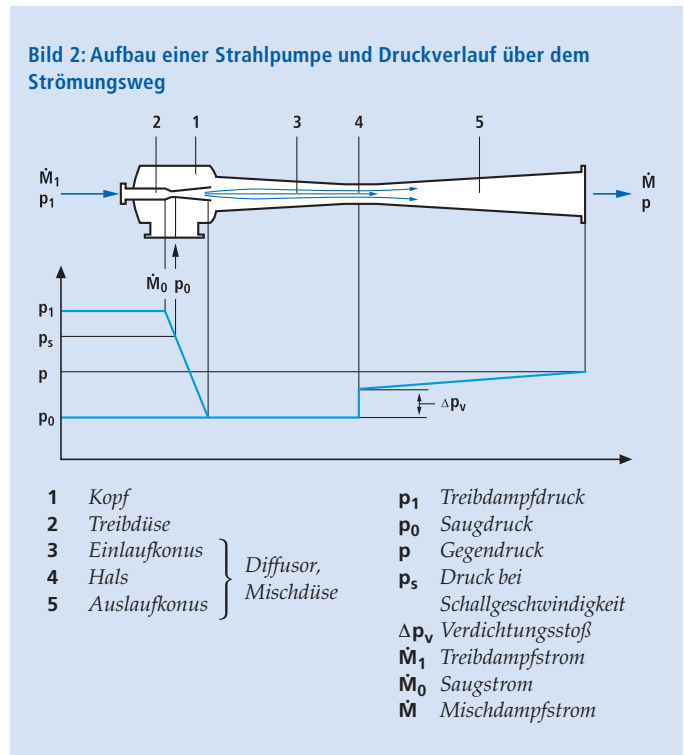 Bild 2: Aufbau einer Strahlpumpe und Druckverlauf über dem
Strömungsweg
2 1 3 4 5
Ṁ₁
p₁
Ṁ
p
Ṁ₀ p₀
p₁
pₛ
p
p₀
Δpᵥ
1 Kopf
2 Treibdüse
3 Einlaufkonus
4 Hals
5 Auslaufkonus
Diffusor,
Mischdüse
p₁ Treibdampfdruck
p₀ Saugdruck
p Gegendruck
pₛ Druck bei
Schallgeschwindigkeit
Δpᵥ Verdichtungsstoß
Ṁ₁ Treibdampfstrom
Ṁ₀ Saugstrom
Ṁ Mischdampfstrom